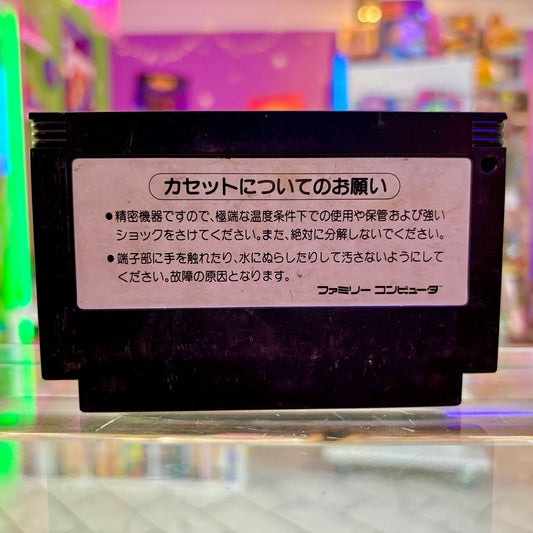 カセットについてのお願い
●精密機器ですので、極端な温度条件下での使用や保管および強い
ショックをさけてください。また、絶対に分解しないでください。
●端子部に手を触れたり、水にぬらしたりして汚さないようにして
ください。故障の原因となります。
ファミリー コンピュータ™